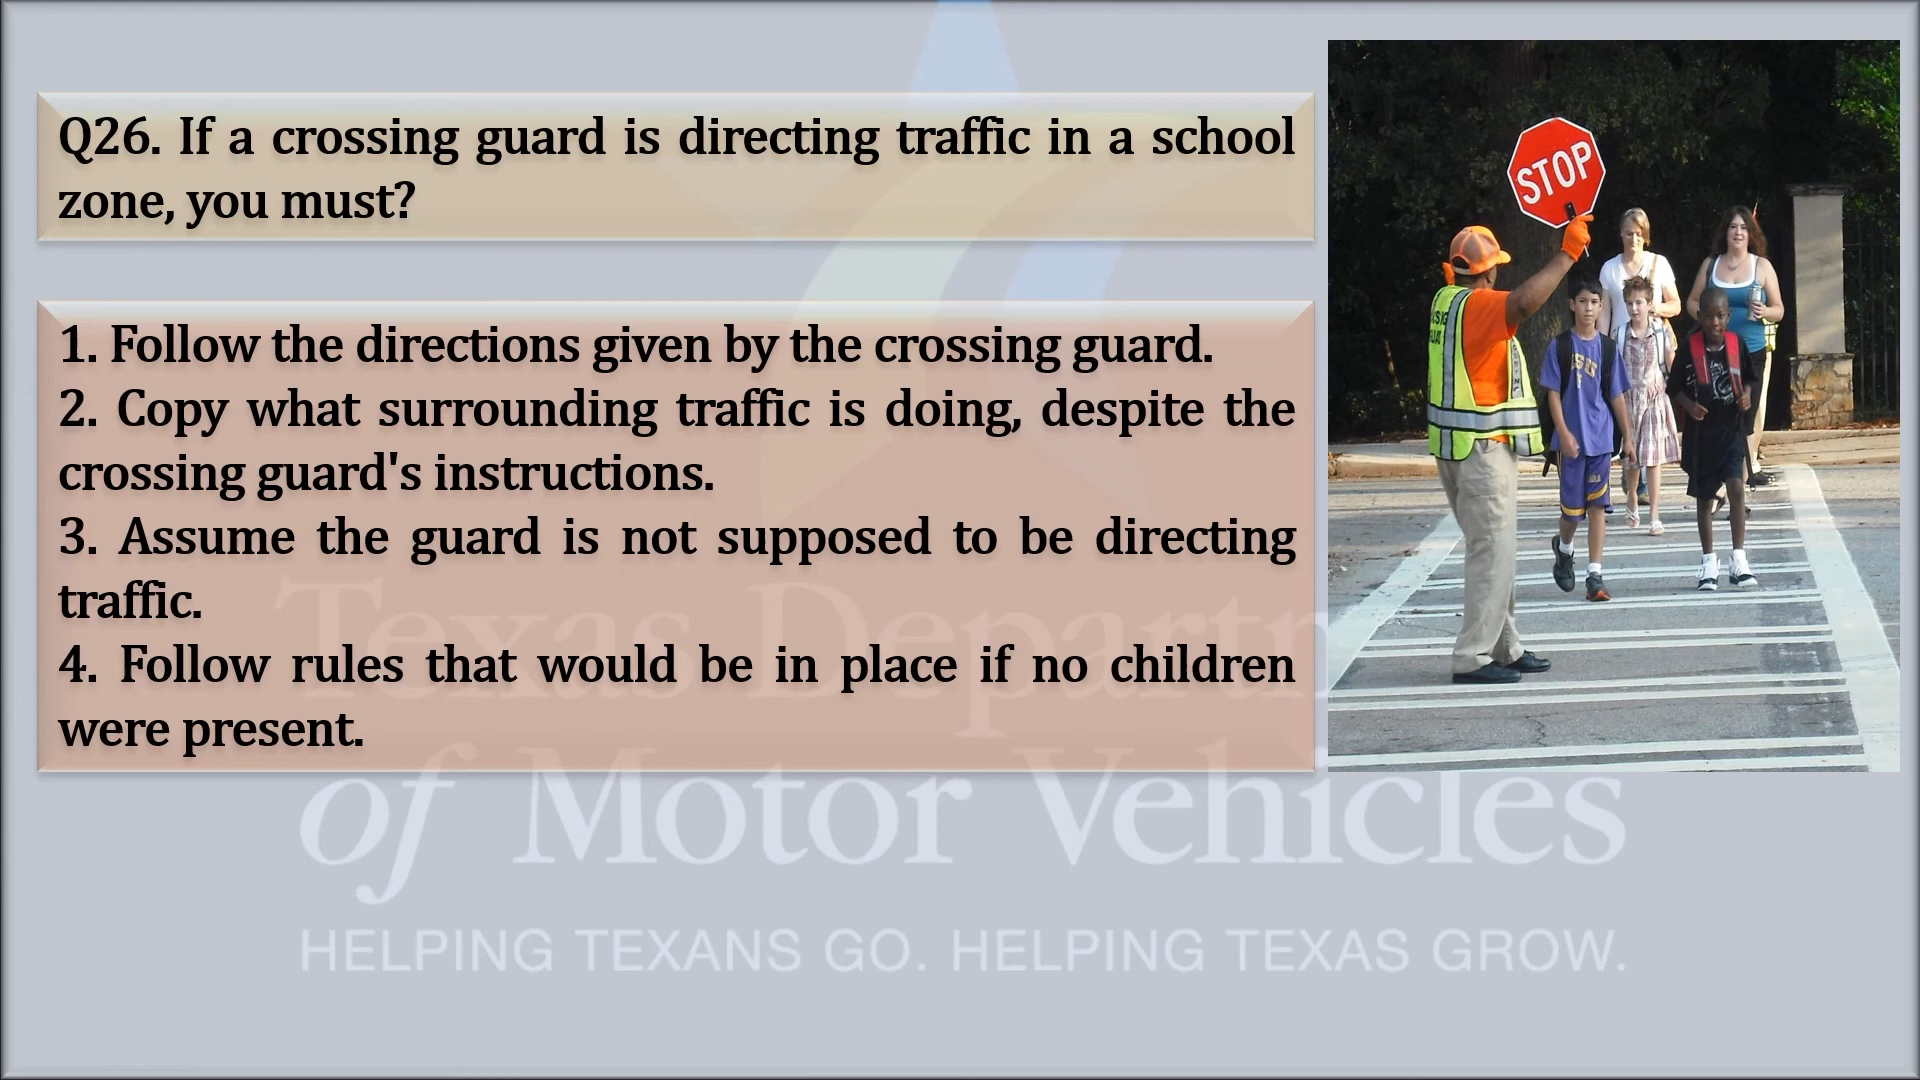 Q26. If a crossing guard is directing traffic in a school
zone, you must?
1. Follow the directions given by the crossing guard.
2. Copy what surrounding traffic is doing, despite the
crossing guard's instructions.
3. Assume the guard is not supposed to be directing
traffic.
4. Follow rules that would be in place if no children
were present.
STOP
Texas Departm
of Motor Vehicles
HELPING TEXANS GO. HELPING TEXAS GROW.